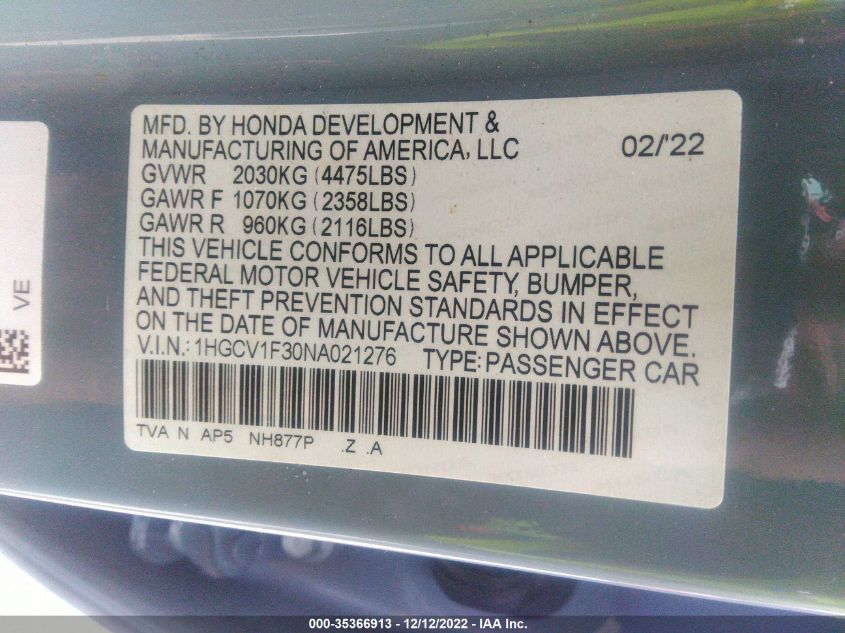 MFD. BY HONDA DEVELOPMENT &
MANUFACTURING OF AMERICA, LLC 02/'22
GVWR 2030KG (4475LBS)
GAWR F 1070KG (2358LBS)
GAWR R 960KG (2116LBS)
THIS VEHICLE CONFORMS TO ALL APPLICABLE
FEDERAL MOTOR VEHICLE SAFETY, BUMPER,
AND THEFT PREVENTION STANDARDS IN EFFECT
ON THE DATE OF MANUFACTURE SHOWN ABOVE.
V.I.N.: 1HGCV1F30NA021276 TYPE: PASSENGER CAR
TVA N AP5 NH877P .Z .A
VE
000-35366913 - 12/12/2022 - IAA Inc.